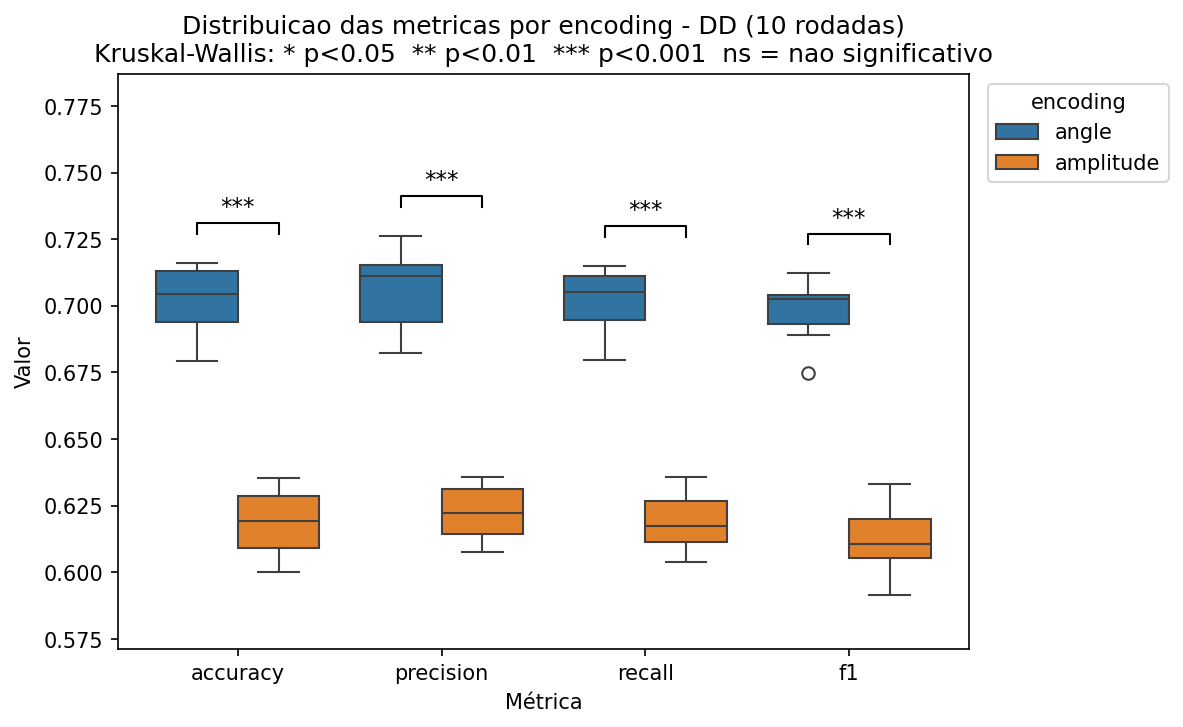 Distribuicao das metricas por encoding - DD (10 rodadas)
Kruskal-Wallis: * p<0.05  ** p<0.01  *** p<0.001  ns = nao significativo
encoding
angle
amplitude
Valor
0.775
0.750
0.725
0.700
0.675
0.650
0.625
0.600
0.575
***
***
***
***
accuracy
precision
recall
f1
Métrica